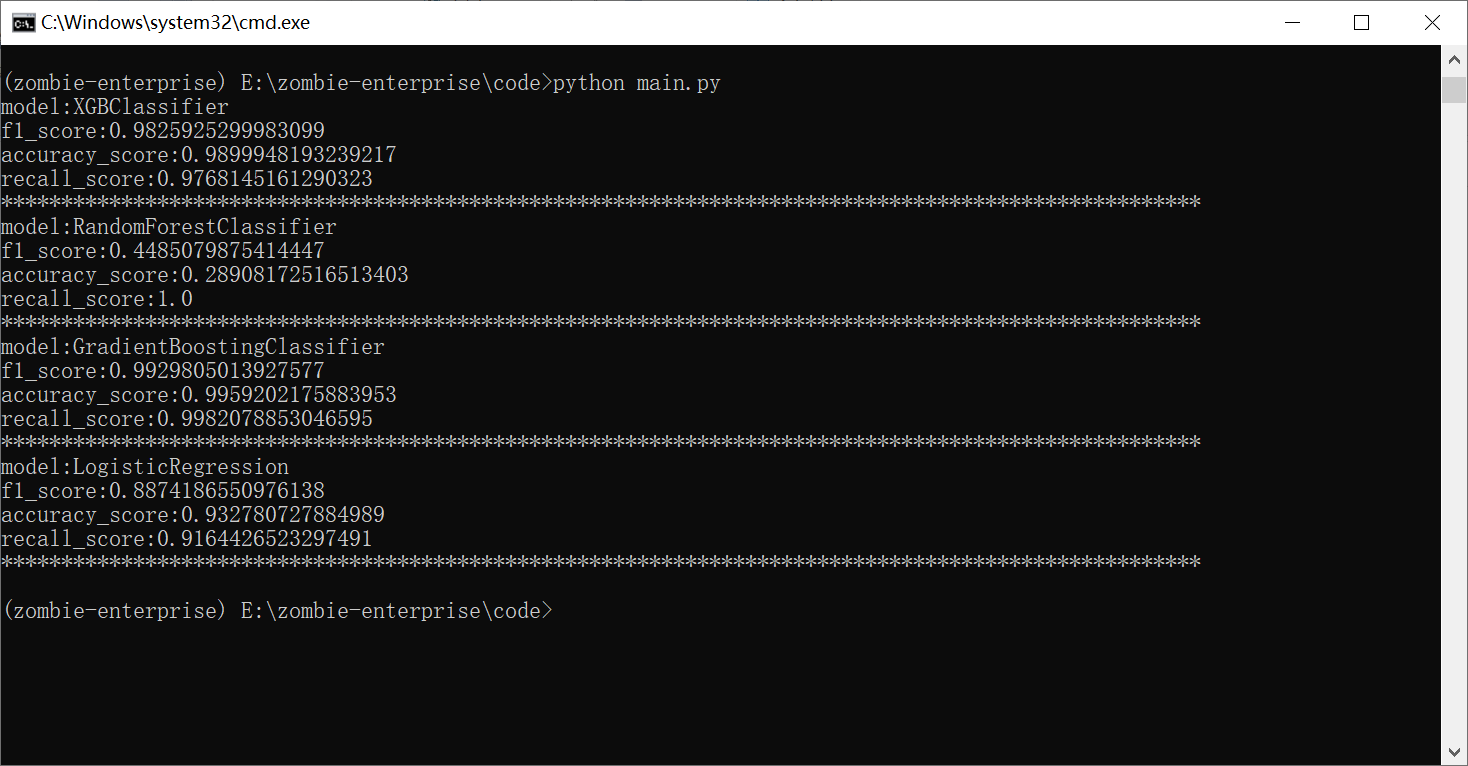 C:\Windows\system32\cmd.exe
(zombie-enterprise) E:\zombie-enterprise\code>python main.py
model:XGBClassifier
f1_score:0.9825925299983099
accuracy_score:0.9899948193239217
recall_score:0.9768145161290323
****************************************************************************************************
model:RandomForestClassifier
f1_score:0.4485079875414447
accuracy_score:0.28908172516513403
recall_score:1.0
****************************************************************************************************
model:GradientBoostingClassifier
f1_score:0.9929805013927577
accuracy_score:0.9959202175883953
recall_score:0.9982078853046595
****************************************************************************************************
model:LogisticRegression
f1_score:0.8874186550976138
accuracy_score:0.932780727884989
recall_score:0.9164426523297491
****************************************************************************************************
(zombie-enterprise) E:\zombie-enterprise\code>